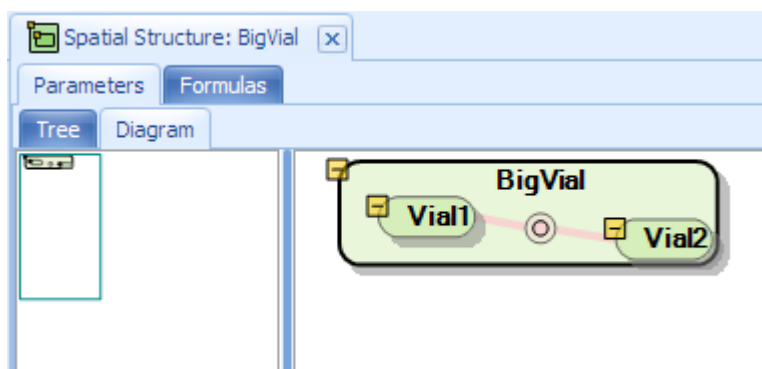 Spatial Structure: BigVial
Parameters Formulas
Tree Diagram
BigVial
Vial1
Vial2